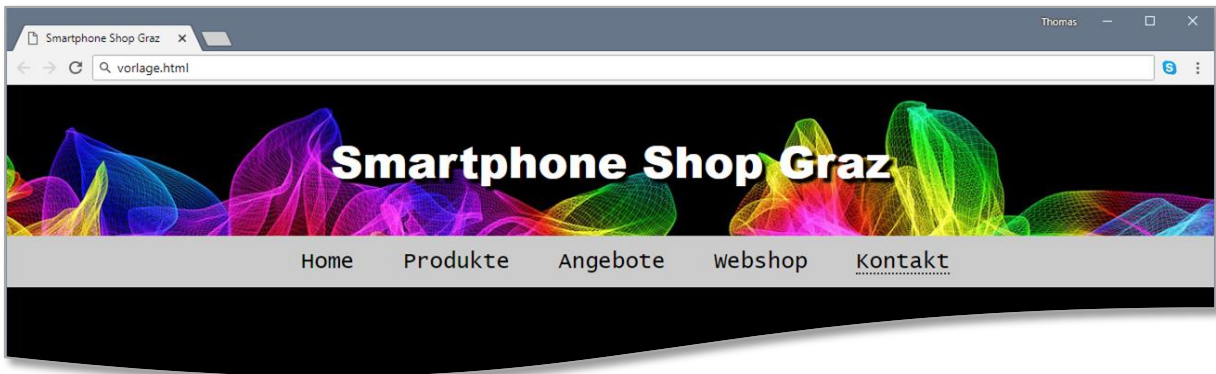 Thomas
Smartphone Shop Graz
vorlage.html
Smartphone Shop Graz
Home Produkte Angebote Webshop Kontakt